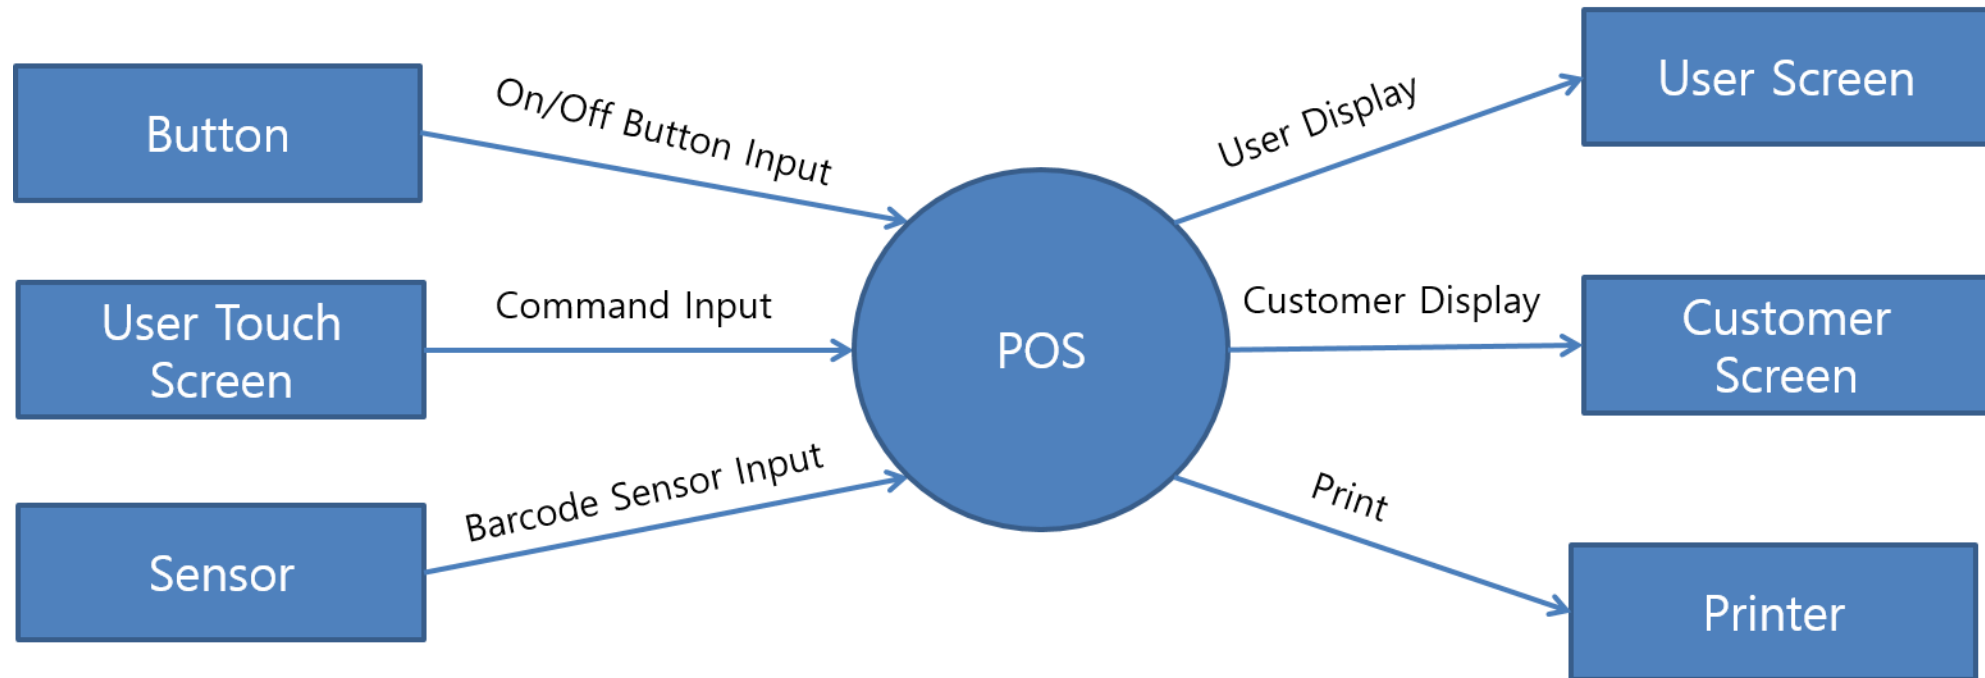 Button
On/Off Button Input
User Touch
Screen
Command Input
Sensor
Barcode Sensor Input
POS
User Display
User Screen
Customer Display
Customer
Screen
Print
Printer